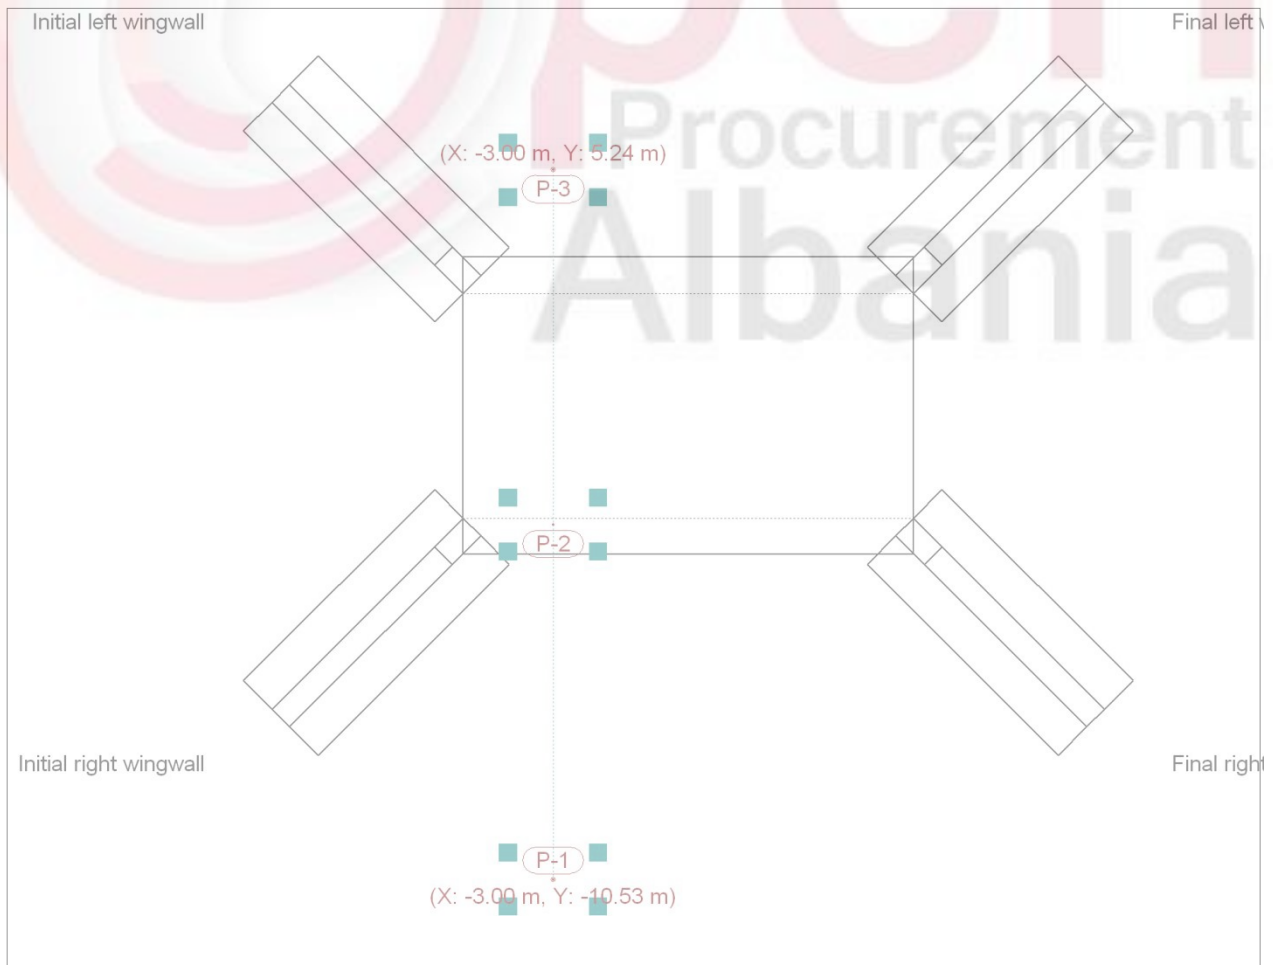 Initial left wingwall
Final left
Procurement
(X: -3.00 m, Y: 5.24 m)
P-3
Albania
P-2
Initial right wingwall
Final right
P-1
(X: -3.00 m, Y: -10.53 m)